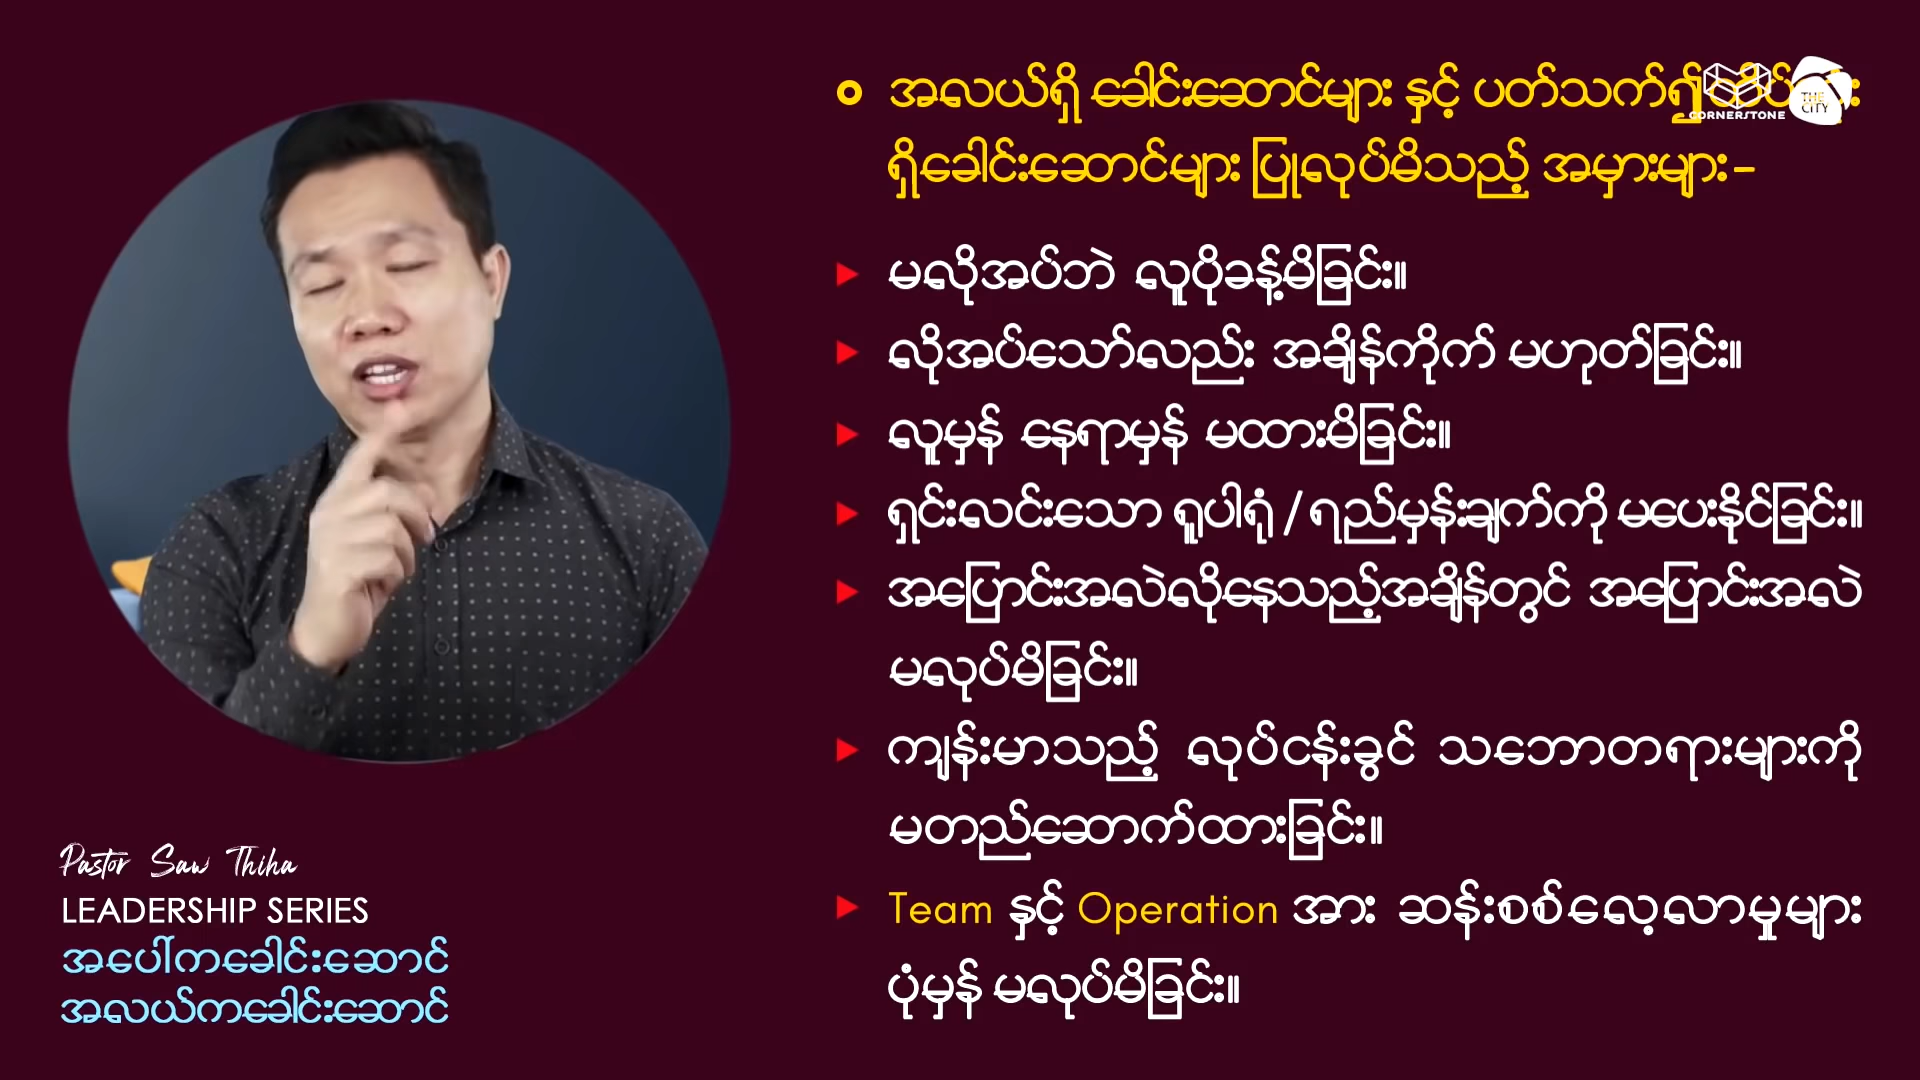 အလယ်ရှိ ခေါင်းဆောင်များ နှင့် ပတ်သက်၍
ရှိခေါင်းဆောင်များ ပြုလုပ်မိသည့် အမှားများ-
မလိုအပ်ဘဲ လူပိုခန့်မိခြင်း။
လိုအပ်သော်လည်း အချိန်ကိုက် မဟုတ်ခြင်း။
လူမှန် နေရာမှန် မထားမိခြင်း။
ရှင်းလင်းသော ရူပါရုံ / ရည်မှန်းချက်ကို မပေးနိုင်ခြင်း။
အပြောင်းအလဲလိုနေသည့်အချိန်တွင် အပြောင်းအလဲ
မလုပ်မိခြင်း။
ကျန်းမာသည့် လုပ်ငန်းခွင် သဘောတရားများကို
မတည်ဆောက်ထားခြင်း။
Team နှင့် Operation အား ဆန်းစစ်လေ့လာမှုများ
ပုံမှန် မလုပ်မိခြင်း။
CORNERSTONE
THE
CITY
Pastor Saw Thiha
LEADERSHIP SERIES
အပေါ်ကခေါင်းဆောင်
အလယ်ကခေါင်းဆောင်